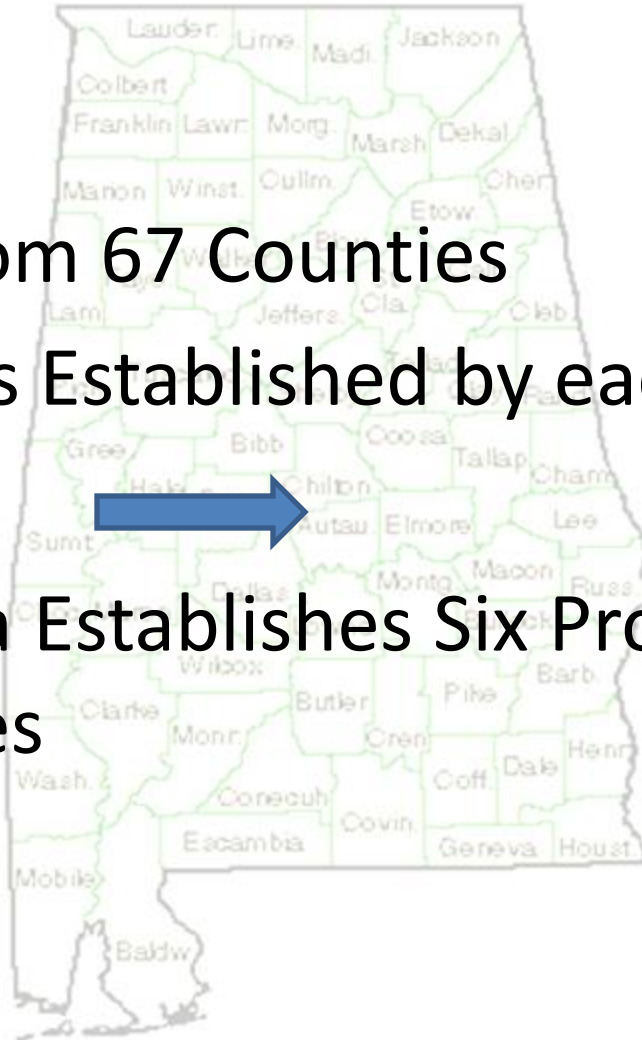 Lauder. Lime. Madi. Jackson
Colbert
Franklin Lawr. Morg. Marsh Dekal
Marion Winst. Cullm. Cher
Etow.
om 67 Counties
Lam Jeffers. Cla. Cleb.
s Established by ea
Gree. Bibb Coosa Tallap. Cham
Chilton
Autau Elmore Lee
Sumt.
Dallas Montg Macon Russ
Establishes Six Pro
Wilcox Barb.
Clarke Butler Pike
es Monr. Cren Henr
Wash. Conecuh Coff. Dale
Covin.
Escambia Geneva Houst.
Mobile
Baldw